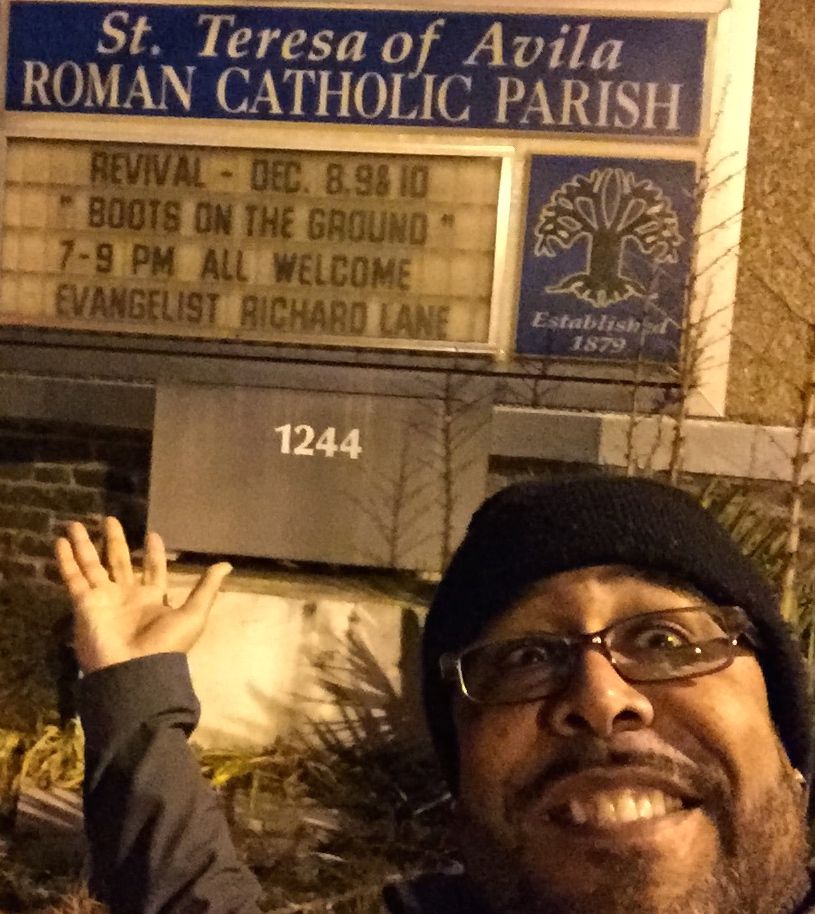 St. Teresa of Avila
ROMAN CATHOLIC PARISH
REVIVAL - DEC. 8.9& 10
" BOOTS ON THE GROUND "
7-9 PM ALL WELCOME
EVANGELIST RICHARD LANE
Established
1879
1244